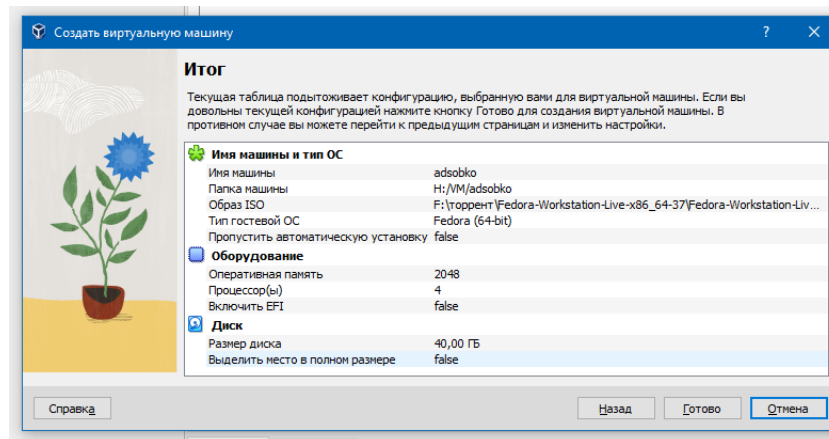 Создать виртуальную машину
Итог
Текущая таблица подытоживает конфигурацию, выбранную вами для виртуальной машины. Если вы
довольны текущей конфигурацией нажмите кнопку Готово для создания виртуальной машины. В
противном случае вы можете перейти к предыдущим страницам и изменить настройки.
Имя машины и тип ОС
Имя машины adsobko
Папка машины H:/VM/adsobko
Образ ISO F:\торрент\Fedora-Workstation-Live-x86_64-37\Fedora-Workstation-Liv...
Тип гостевой ОС Fedora (64-bit)
Пропустить автоматическую установку false
Оборудование
Оперативная память 2048
Процессор(ы) 4
Включить EFI false
Диск
Размер диска 40,00 ГБ
Выделить место в полном размере false
Справка Назад Готово Отмена